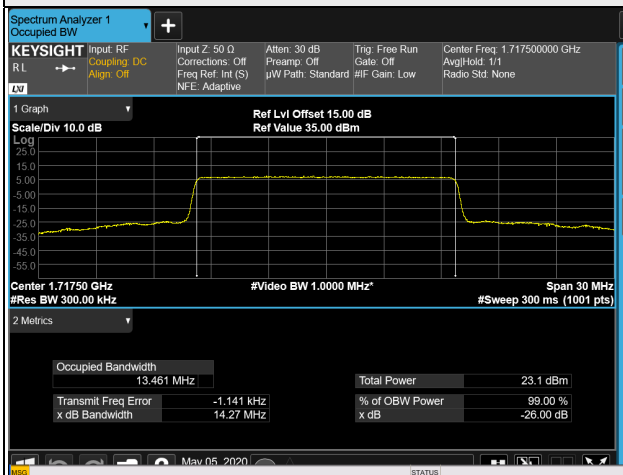 Spectrum Analyzer 1
Occupied BW
KEYSIGHT
Input: RF
Input Z: 50 Ω
Atten: 30 dB
Trig: Free Run
Center Freq: 1.717500000 GHz
RL
Coupling: DC
Corrections: Off
Preamp: Off
Gate: Off
Avg|Hold: 1/1
Align: Off
Freq Ref: Int (S)
µW Path: Standard
#IF Gain: Low
Radio Std: None
LXI
NFE: Adaptive
1 Graph
Ref Lvl Offset 15.00 dB
Scale/Div 10.0 dB
Ref Value 35.00 dBm
Log
25.0
15.0
5.00
-5.00
-15.0
-25.0
-35.0
-45.0
-55.0
Center 1.71750 GHz
#Video BW 1.0000 MHz*
Span 30 MHz
#Res BW 300.00 kHz
#Sweep 300 ms (1001 pts)
2 Metrics
Occupied Bandwidth
13.461 MHz
Total Power
23.1 dBm
Transmit Freq Error
-1.141 kHz
% of OBW Power
99.00 %
x dB Bandwidth
14.27 MHz
x dB
-26.00 dB
May 05, 2020
MSG
STATUS